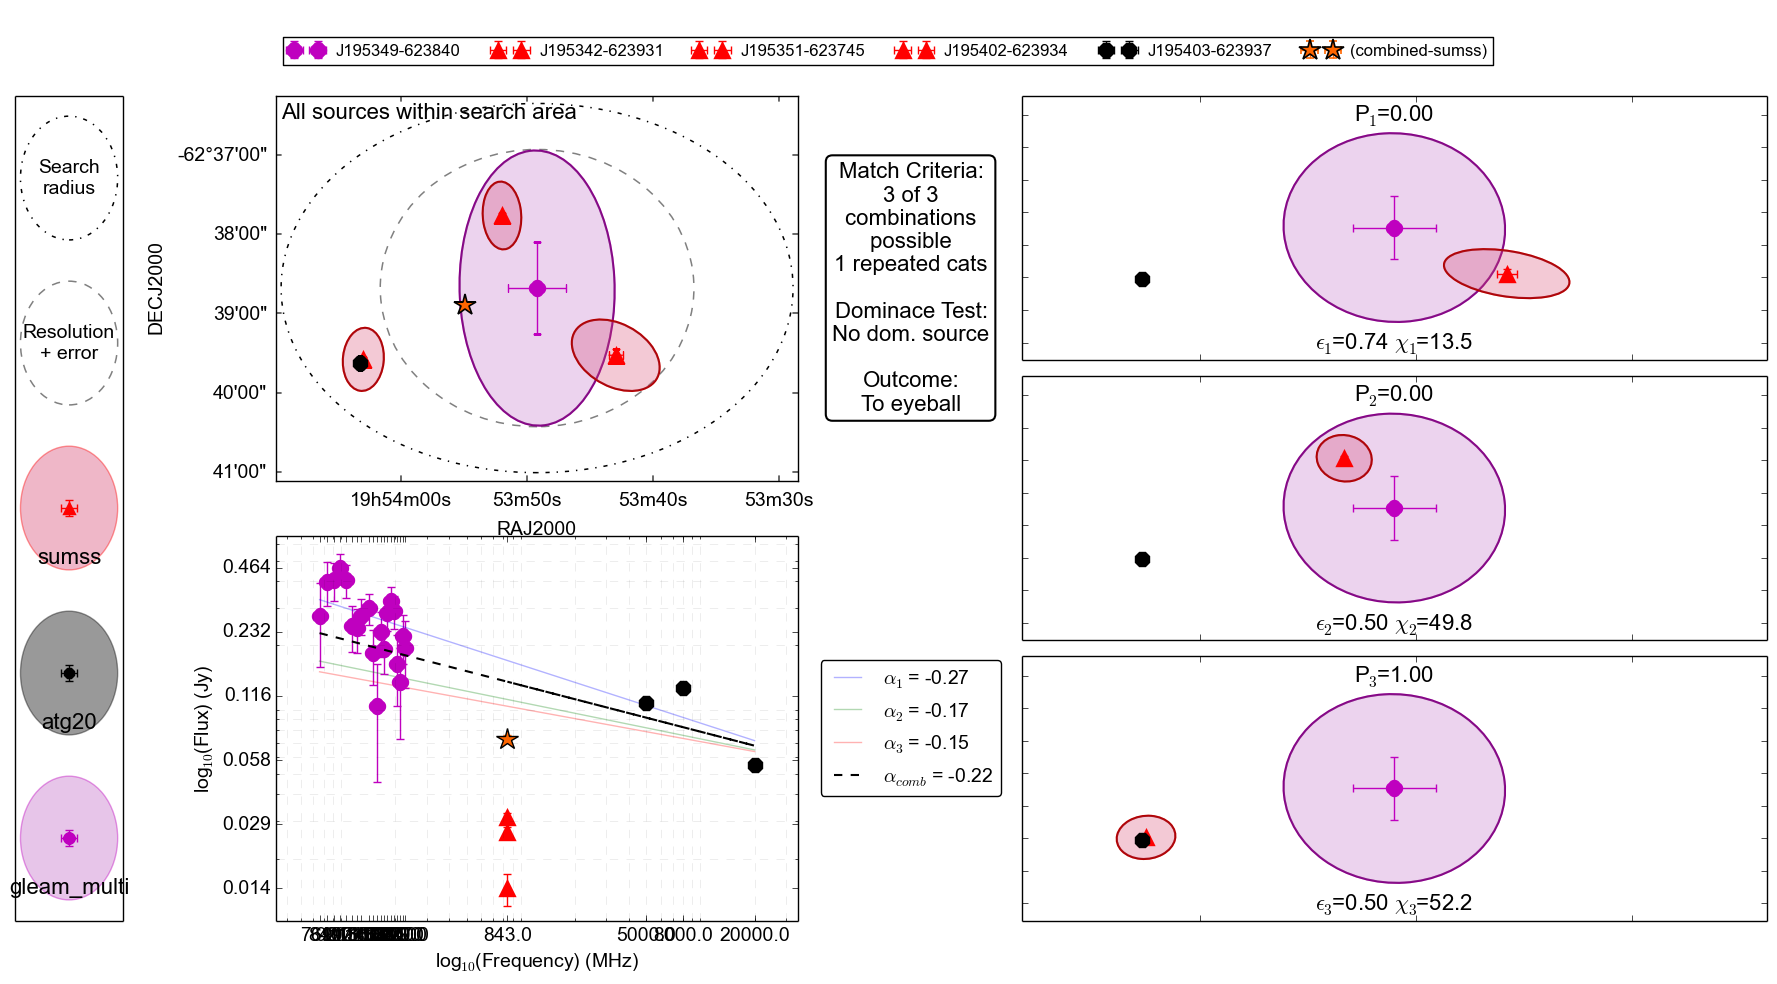 J195349-623840 J195342-623931 J195351-623745 J195402-623934 J195403-623937 (combined-sumss)
Search
radius
Resolution
+ error
sumss
atg20
gleam_multi
All sources within search area
DECJ2000
-62°37'00"
38'00"
39'00"
40'00"
41'00"
19h54m00s 53m50s 53m40s 53m30s
RAJ2000
Match Criteria:
3 of 3
combinations
possible
1 repeated cats
Dominace Test:
No dom. source
Outcome:
To eyeball
log10(Flux) (Jy)
0.464
0.232
0.116
0.058
0.029
0.014
843.0 5000.0 8000.0 20000.0
log10(Frequency) (MHz)
α1 = -0.27
α2 = -0.17
α3 = -0.15
αcomb = -0.22
P1=0.00
ϵ1=0.74 χ1=13.5
P2=0.00
ϵ2=0.50 χ2=49.8
P3=1.00
ϵ3=0.50 χ3=52.2